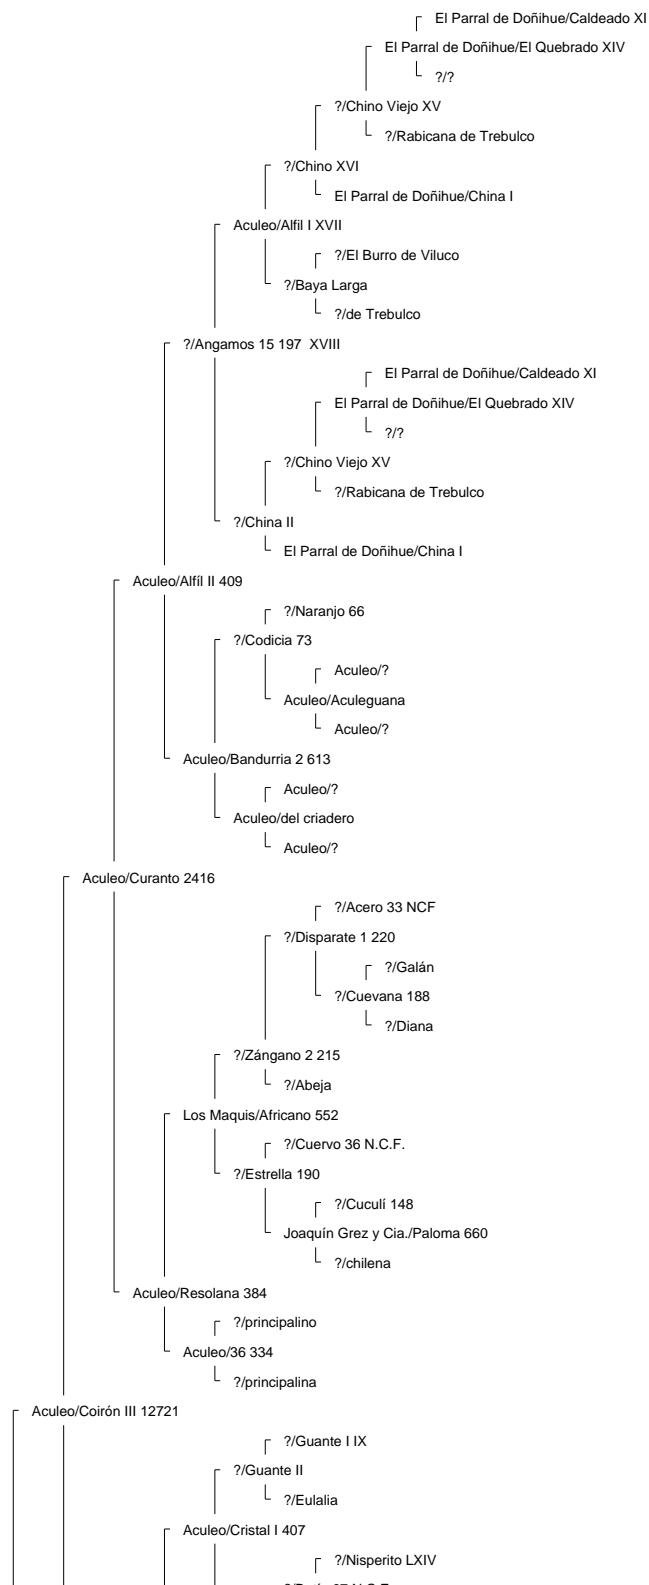 El Parral de Doñihue/Caldeado XI
El Parral de Doñihue/El Quebrado XIV
?/?
?/Chino Viejo XV
?/Rabicana de Trebulco
?/Chino XVI
El Parral de Doñihue/China I
Aculeo/Alfil I XVII
?/El Burro de Viluco
?/Baya Larga
?/de Trebulco
?/Angamos 15 197 XVIII
El Parral de Doñihue/Caldeado XI
El Parral de Doñihue/El Quebrado XIV
?/?
?/Chino Viejo XV
?/Rabicana de Trebulco
?/China II
El Parral de Doñihue/China I
Aculeo/Alfíl II 409
?/Naranjo 66
?/Codicia 73
Aculeo/?
Aculeo/Aculeguana
Aculeo/?
Aculeo/Bandurria 2 613
Aculeo/?
Aculeo/del criadero
Aculeo/?
Aculeo/Curanto 2416
?/Acero 33 NCF
?/Disparate 1 220
?/Galán
?/Cuevana 188
?/Diana
?/Zángano 2 215
?/Abeja
Los Maquis/Africano 552
?/Cuervo 36 N.C.F.
?/Estrella 190
?/Cuculí 148
Joaquín Grez y Cia./Paloma 660
?/chilena
Aculeo/Resolana 384
?/principalino
Aculeo/36 334
?/principalina
Aculeo/Coirón III 12721
?/Guante I IX
?/Guante II
?/Eulalia
Aculeo/Cristal I 407
?/Nisperito LXIV